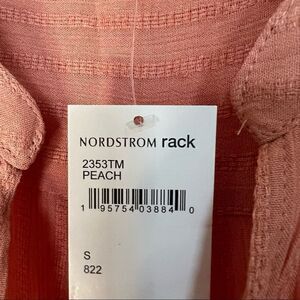 NORDSTROM rack
2353TM
PEACH
1 95754 03884 0
S
822